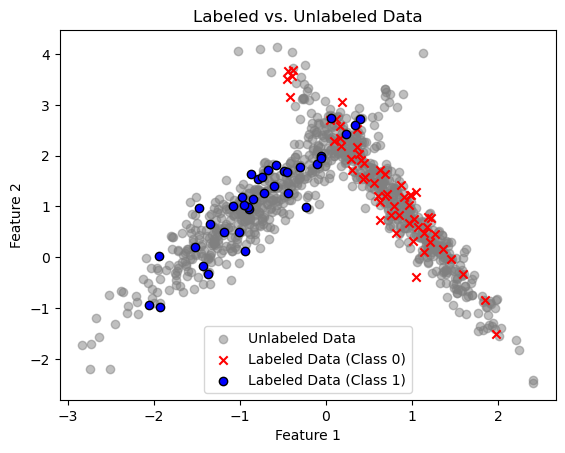 Labeled vs. Unlabeled Data
Feature 2
4
3
2
1
0
−1
−2
Unlabeled Data
Labeled Data (Class 0)
Labeled Data (Class 1)
−3 −2 −1 0 1 2
Feature 1